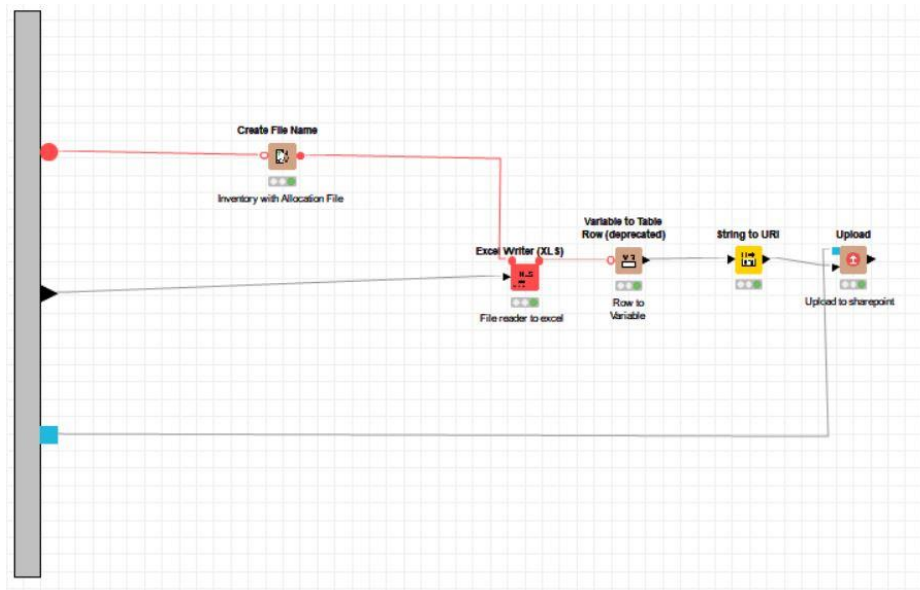 Create File Name
Inventory with Allocation File
Excel Writer (XLS)
File reader to excel
Variable to Table
Row (deprecated)
Row to
Variable
String to URI
Upload
Upload to sharepoint